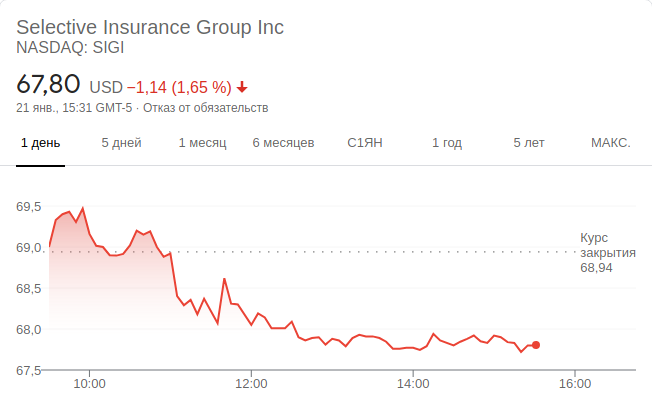 Selective Insurance Group Inc
NASDAQ: SIGI
67,80 USD −1,14 (1,65 %)
21 янв., 15:31 GMT-5 · Отказ от обязательств
1 день 5 дней 1 месяц 6 месяцев С1ЯН 1 год 5 лет МАКС.
69,5
69,0
68,5
68,0
67,5
Курс
закрытия
68,94
10:00 12:00 14:00 16:00